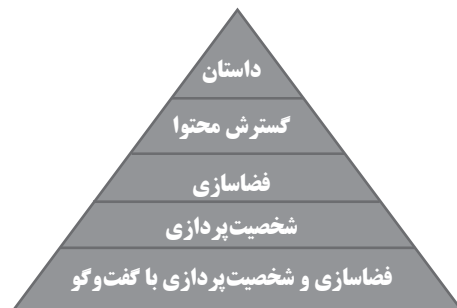 داستان
گسترش محتوا
فضاسازی
شخصیت‌پردازی
فضاسازی و شخصیت‌پردازی با گفت‌وگو